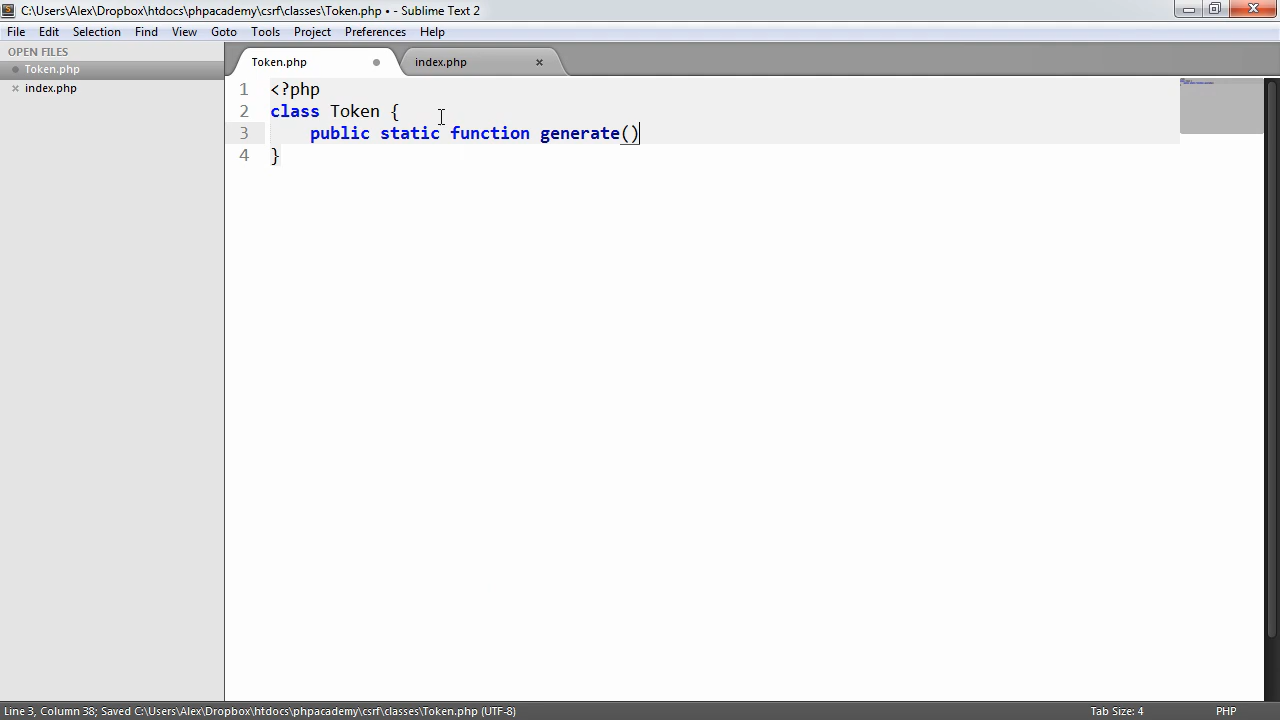 C:\Users\Alex\Dropbox\htdocs\phpacademy\csrf\classes\Token.php • - Sublime Text 2
File Edit Selection Find View Goto Tools Project Preferences Help
OPEN FILES
Token.php
index.php
Token.php
index.php
1 <?php
2 class Token {
3 public static function generate()
4 }
Line 3, Column 38; Saved C:\Users\Alex\Dropbox\htdocs\phpacademy\csrf\classes\Token.php (UTF-8)
Tab Size: 4
PHP